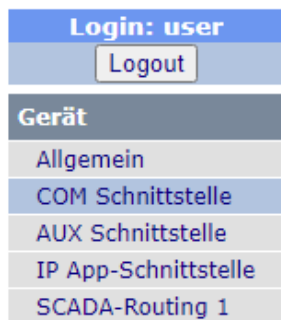 Login: user
Logout
Gerät
Allgemein
COM Schnittstelle
AUX Schnittstelle
IP App-Schnittstelle
SCADA-Routing 1